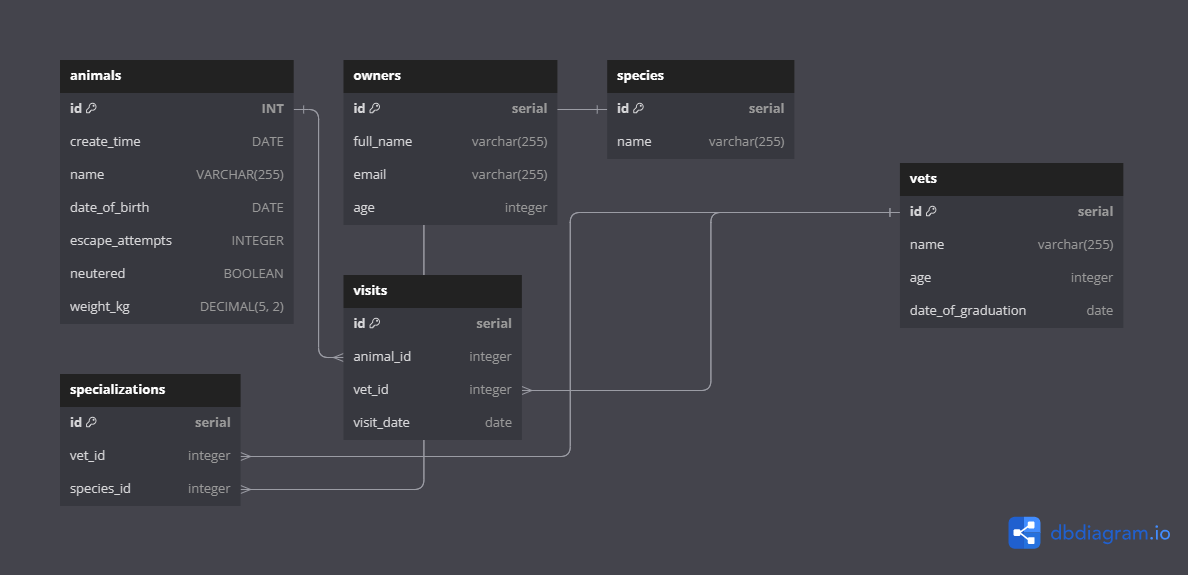 animals
id INT
create_time DATE
name VARCHAR(255)
date_of_birth DATE
escape_attempts INTEGER
neutered BOOLEAN
weight_kg DECIMAL(5, 2)
owners
id serial
full_name varchar(255)
email varchar(255)
age integer
species
id serial
name varchar(255)
vets
id serial
name varchar(255)
age integer
date_of_graduation date
visits
id serial
animal_id integer
vet_id integer
visit_date date
specializations
id serial
vet_id integer
species_id integer
dbdiagram.io